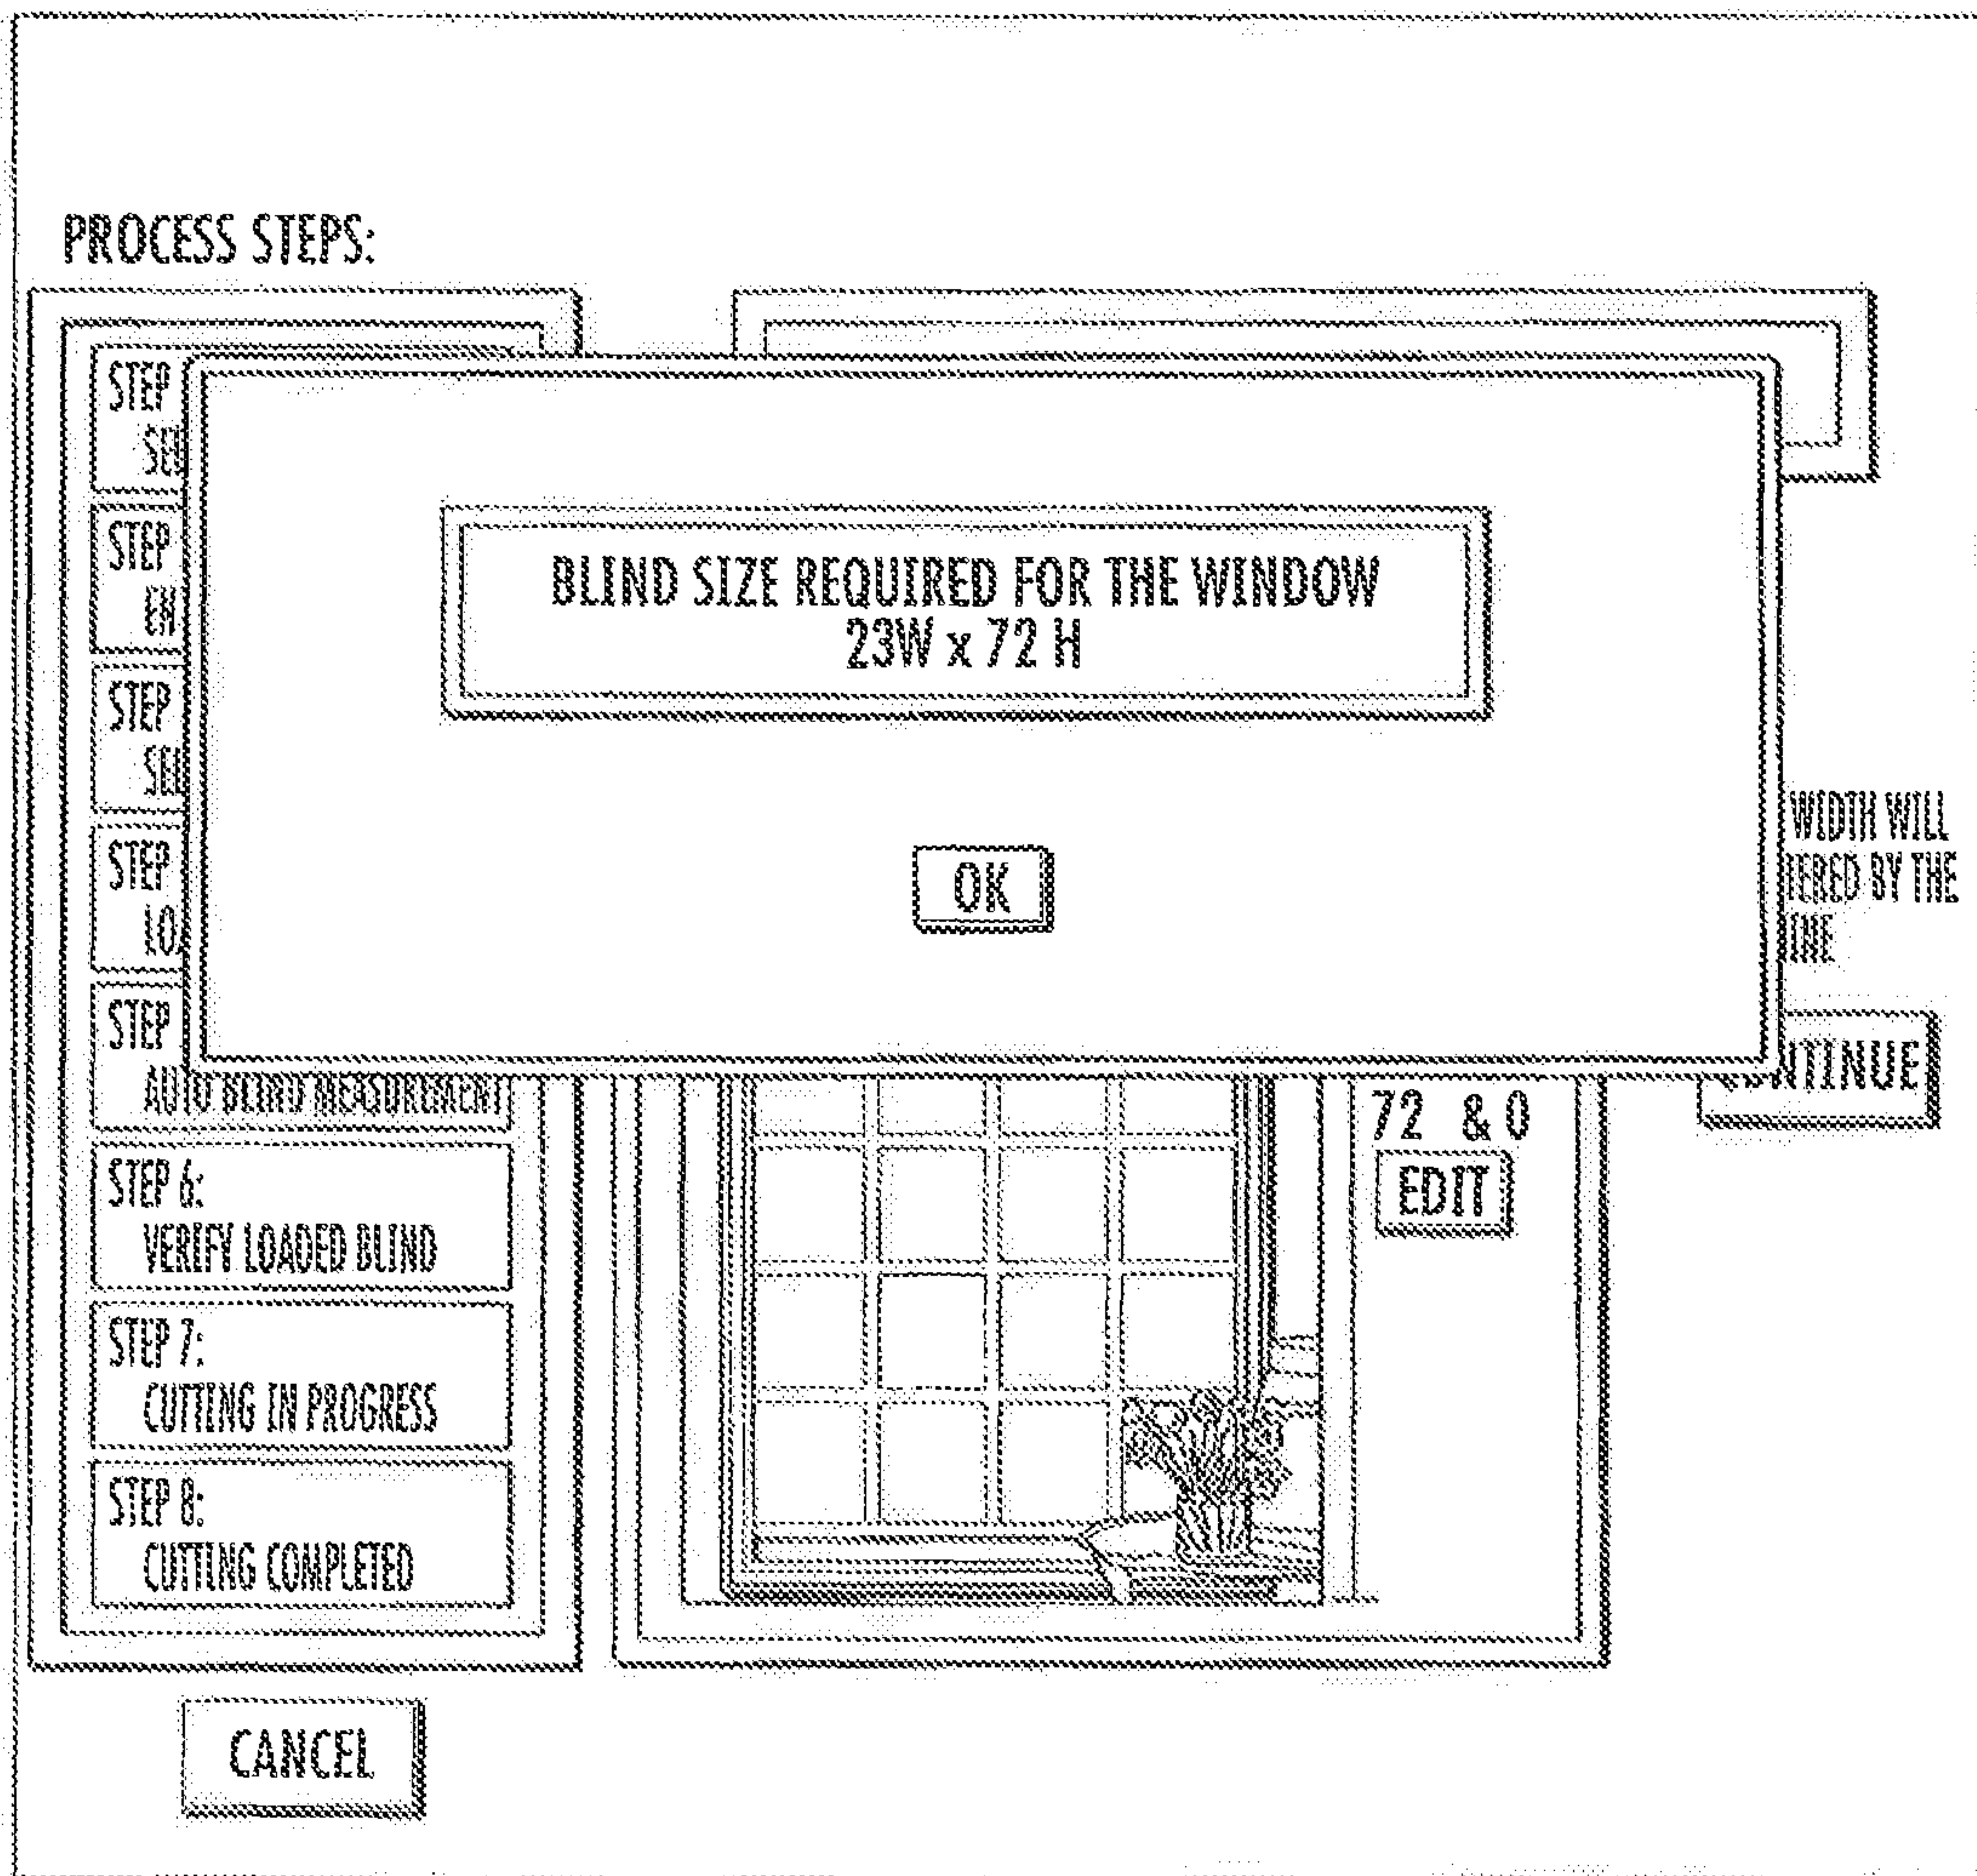 PROCESS STEPS:
STEP
STEP
STEP
STEP
STEP
AUTO BLIND MEASUREMENT
STEP 6:
VERIFY LOADED BLIND
STEP 7:
CUTTING IN PROGRESS
STEP 8:
CUTTING COMPLETED
CANCEL
BLIND SIZE REQUIRED FOR THE WINDOW
23W x 72 H
OK
72 & 0
EDIT
WIDTH WILL
BY THE